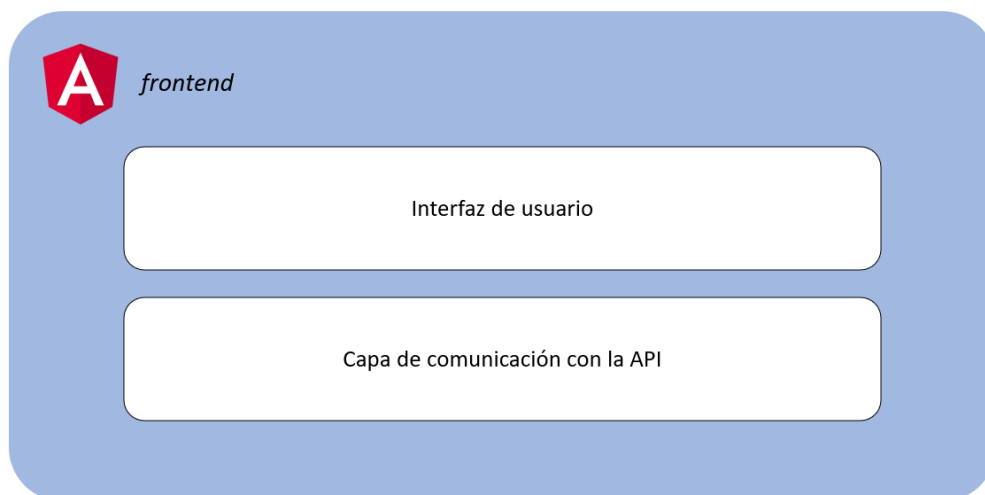 A
frontend
Interfaz de usuario
Capa de comunicación con la API